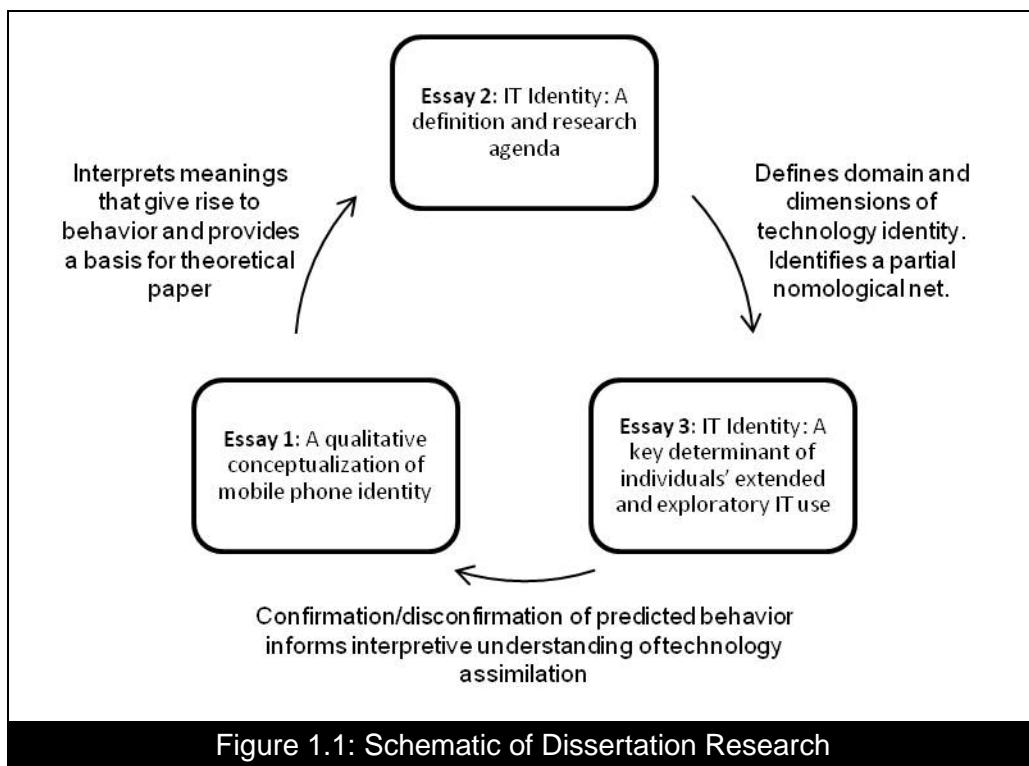 Essay 2: IT Identity: A
definition and research
agenda
Interprets meanings
that give rise to
behavior and provides
a basis for theoretical
paper
Defines domain and
dimensions of
technology identity.
Identifies a partial
nomological net.
Essay 1: A qualitative
conceptualization of
mobile phone identity
Essay 3: IT Identity: A
key determinant of
individuals’ extended
and exploratory IT use
Confirmation/disconfirmation of predicted behavior
informs interpretive understanding of technology
assimilation
Figure 1.1: Schematic of Dissertation Research